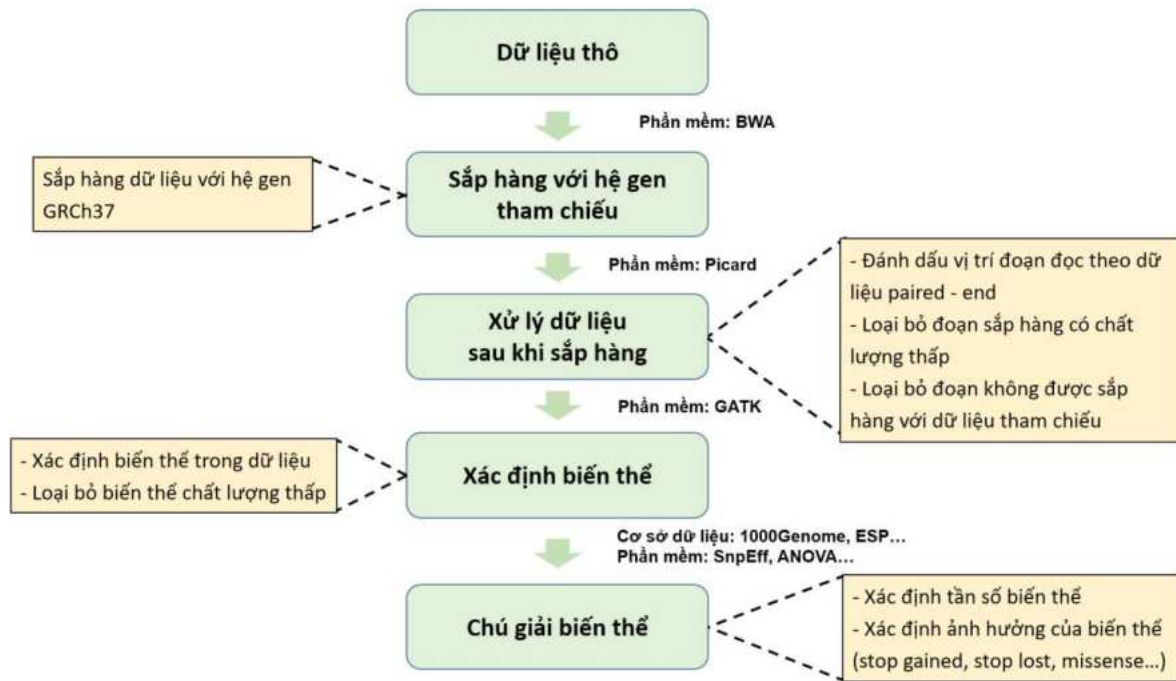 Dữ liệu thô
Phần mềm: BWA
Sắp hàng dữ liệu với hệ gen
GRCh37
Sắp hàng với hệ gen
tham chiếu
Phần mềm: Picard
- Đánh dấu vị trí đoạn đọc theo dữ
liệu paired - end
- Loại bỏ đoạn sắp hàng có chất
lượng thấp
- Loại bỏ đoạn không được sắp
hàng với dữ liệu tham chiếu
Xử lý dữ liệu
sau khi sắp hàng
Phần mềm: GATK
- Xác định biến thể trong dữ liệu
- Loại bỏ biến thể chất lượng thấp
Xác định biến thể
Cơ sở dữ liệu: 1000Genome, ESP...
Phần mềm: SnpEff, ANOVA...
Chú giải biến thể
- Xác định tần số biến thể
- Xác định ảnh hưởng của biến thể
(stop gained, stop lost, missense...)